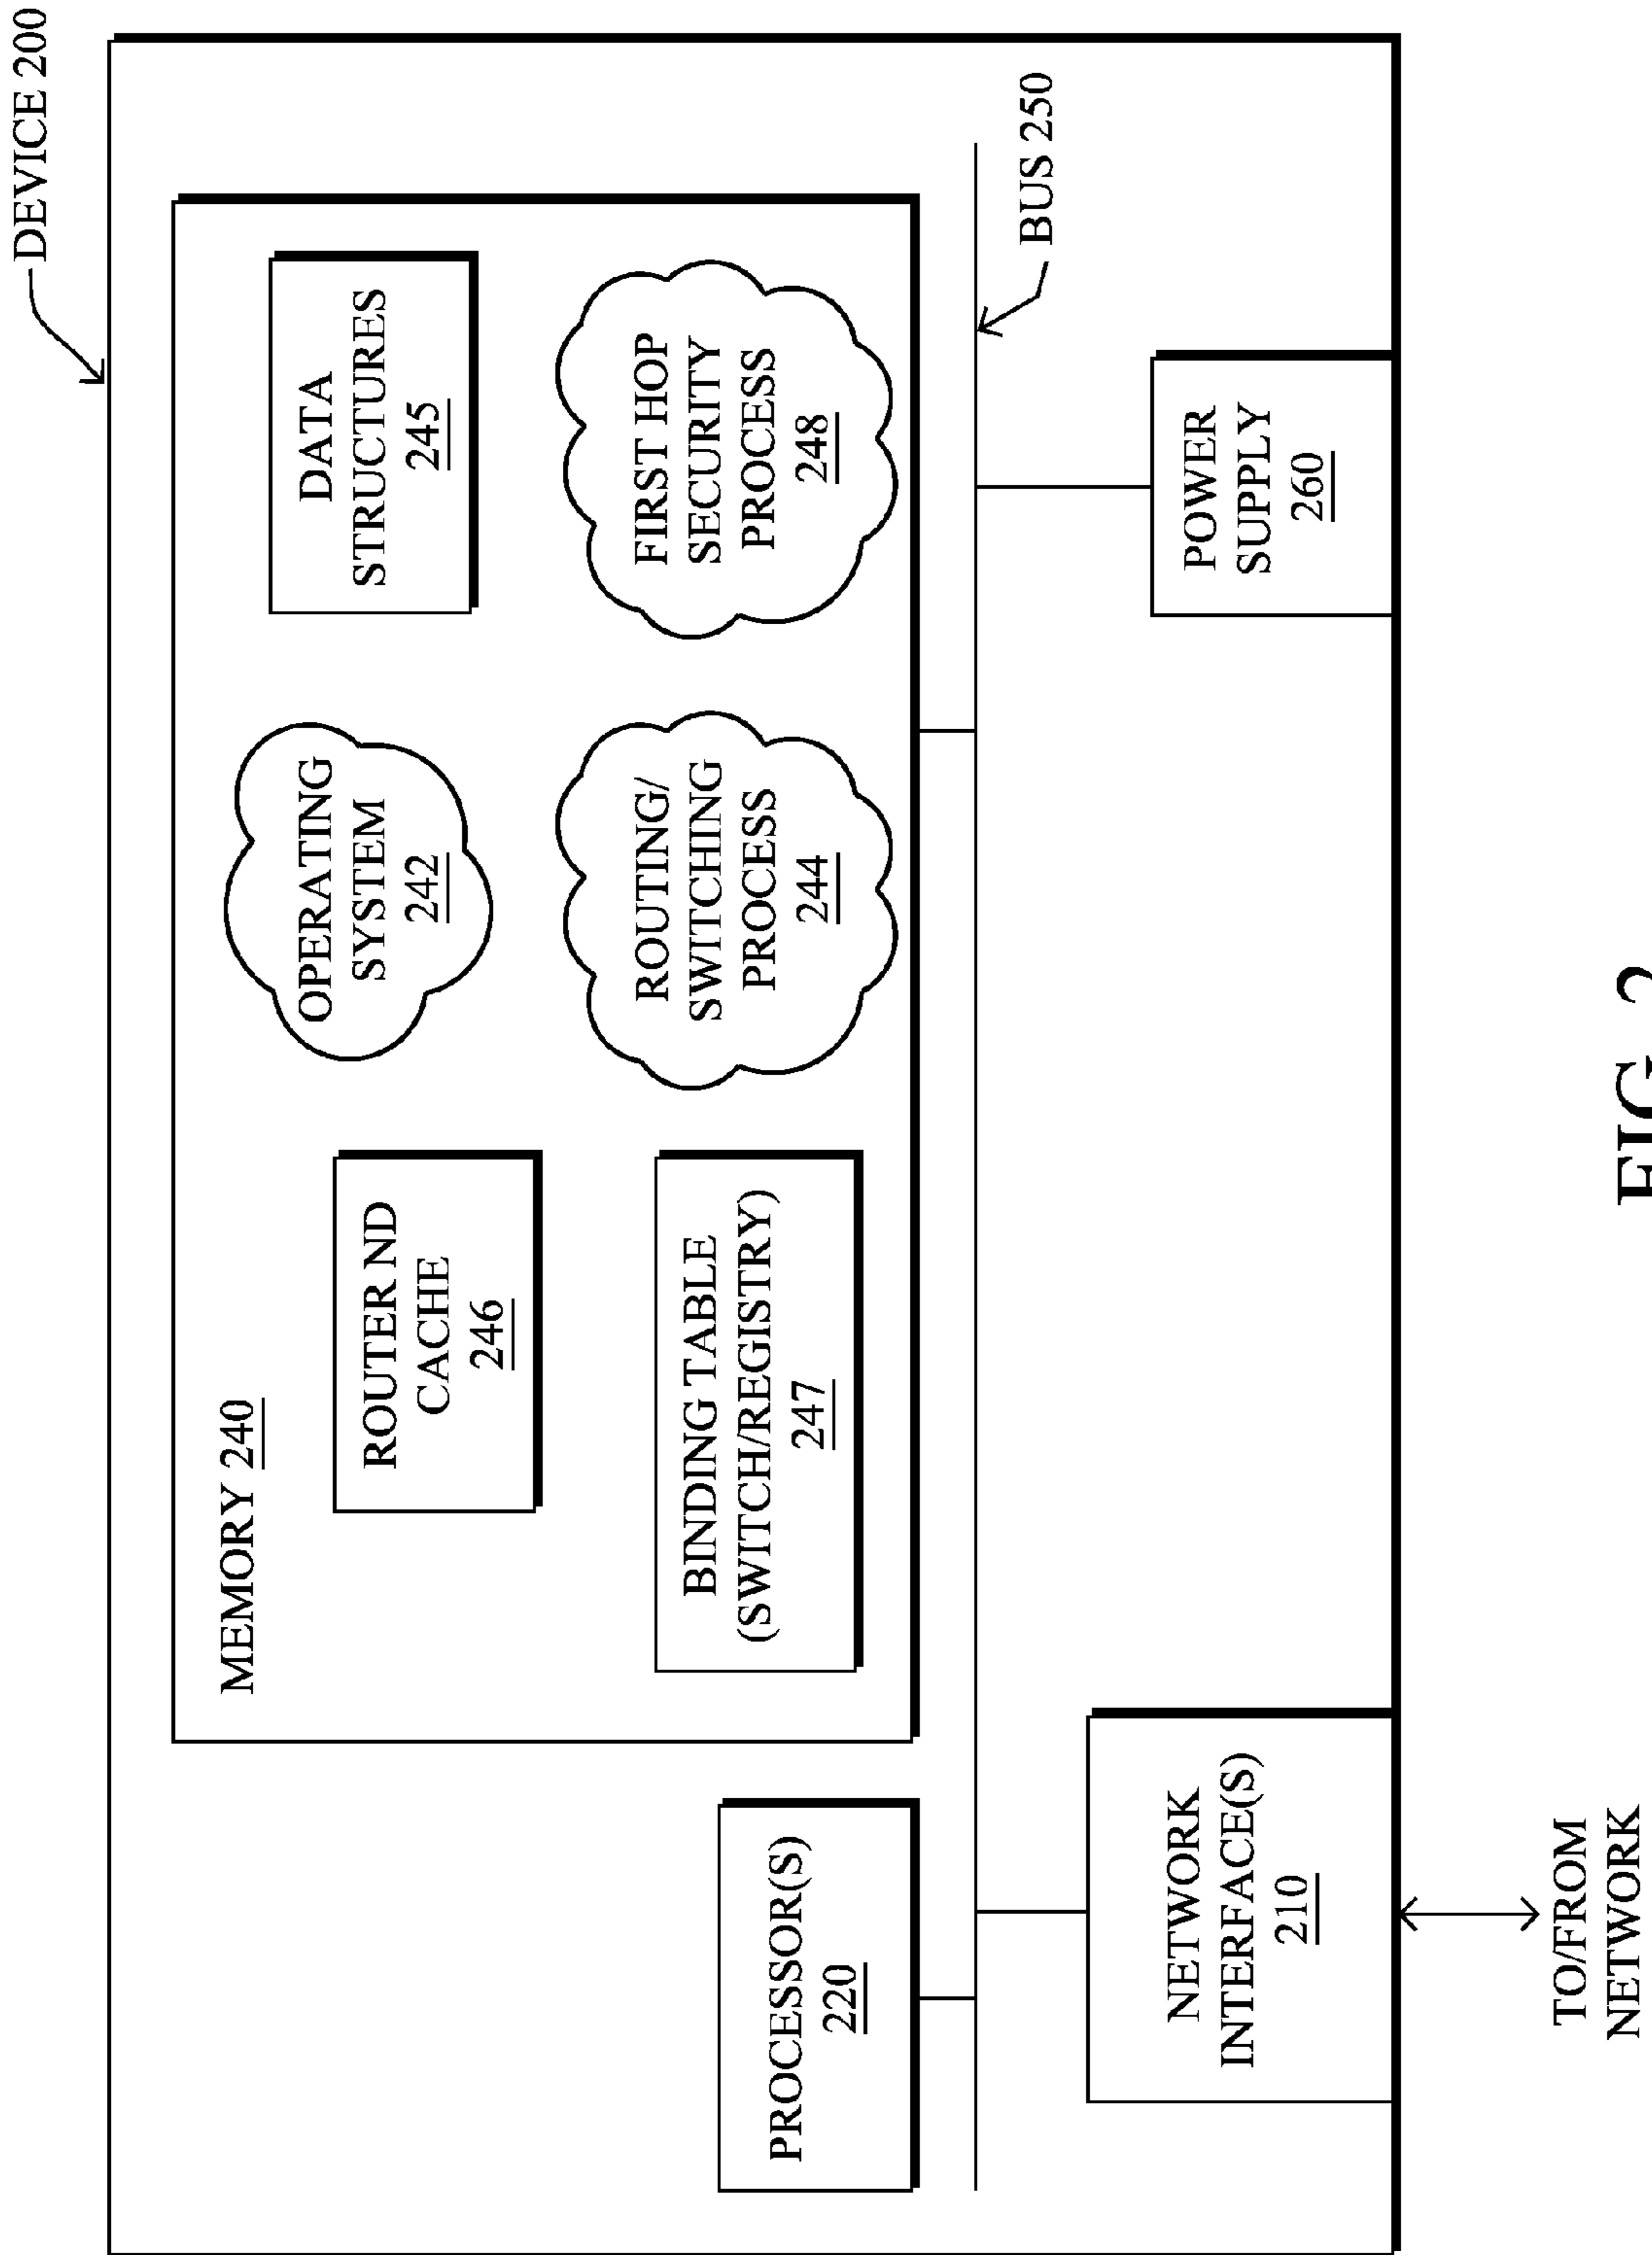 DEVICE 200
MEMORY 240
ROUTER ND
CACHE
246
OPERATING
SYSTEM
242
DATA
STRUCTURES
245
BINDING TABLE
(SWITCH/REGISTRY)
247
ROUTING/
SWITCHING
PROCESS
244
FIRST HOP
SECURITY
PROCESS
248
PROCESSOR(S)
220
BUS 250
NETWORK
INTERFACE(S)
210
POWER
SUPPLY
260
TO/FROM
NETWORK
FIG. 2